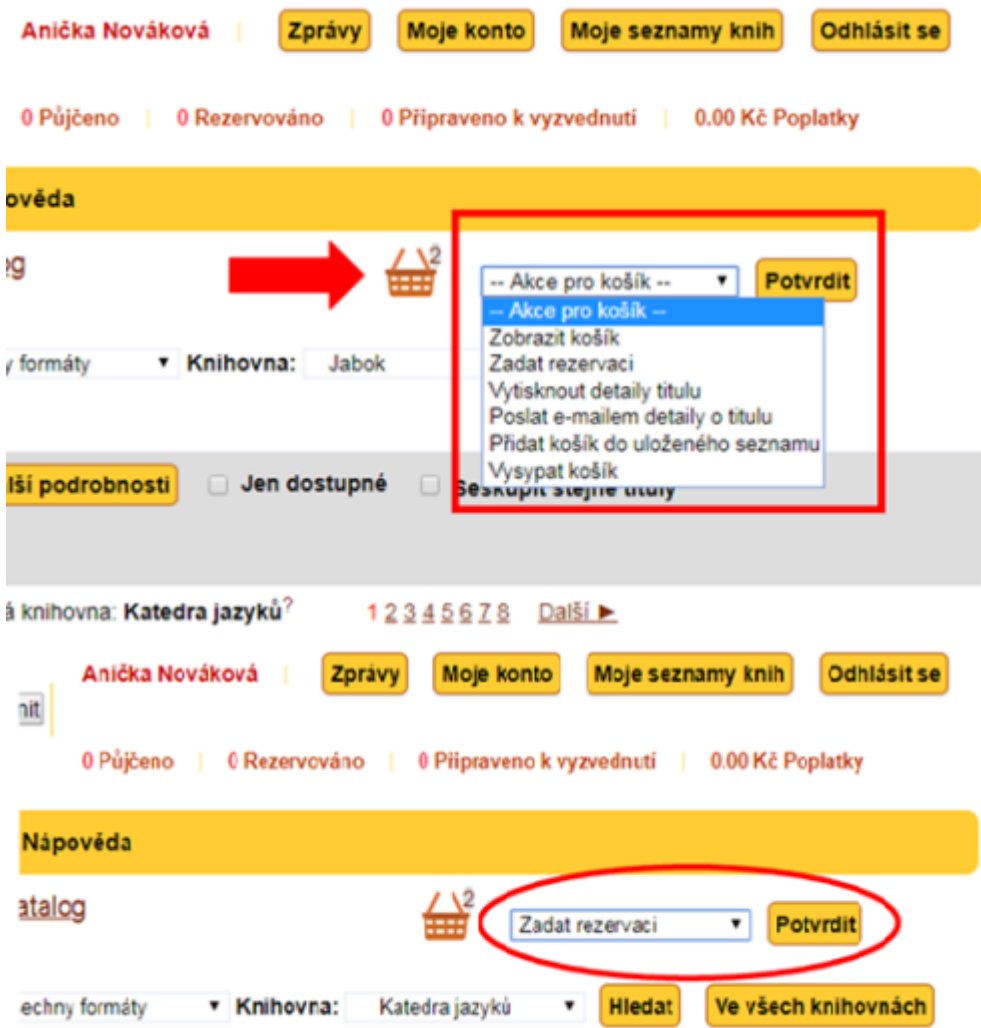 Anička Nováková Zprávy Moje konto Moje seznamy knih Odhlásit se
0 Půjčeno 0 Rezervováno 0 Připraveno k vyzvednutí 0.00 Kč Poplatky
ověda
og 2 -- Akce pro košík -- Potvrdit
-- Akce pro košík --
Zobrazit košík
Zadat rezervaci
y formáty Knihovna: Jabok
Vytisknout detaily titulu
Poslat e-mailem detaily o titulu
Přidat košík do uloženého seznamu
Vysypat košík
lší podrobnosti Jen dostupné Seskupit stejné tituly
á knihovna: Katedra jazyků? 1 2 3 4 5 6 7 8 Další ►
Anička Nováková Zprávy Moje konto Moje seznamy knih Odhlásit se
nit
0 Půjčeno 0 Rezervováno 0 Připraveno k vyzvednutí 0.00 Kč Poplatky
Nápověda
atalog 2 Zadat rezervaci Potvrdit
echny formáty Knihovna: Katedra jazyků Hledat Ve všech knihovnách